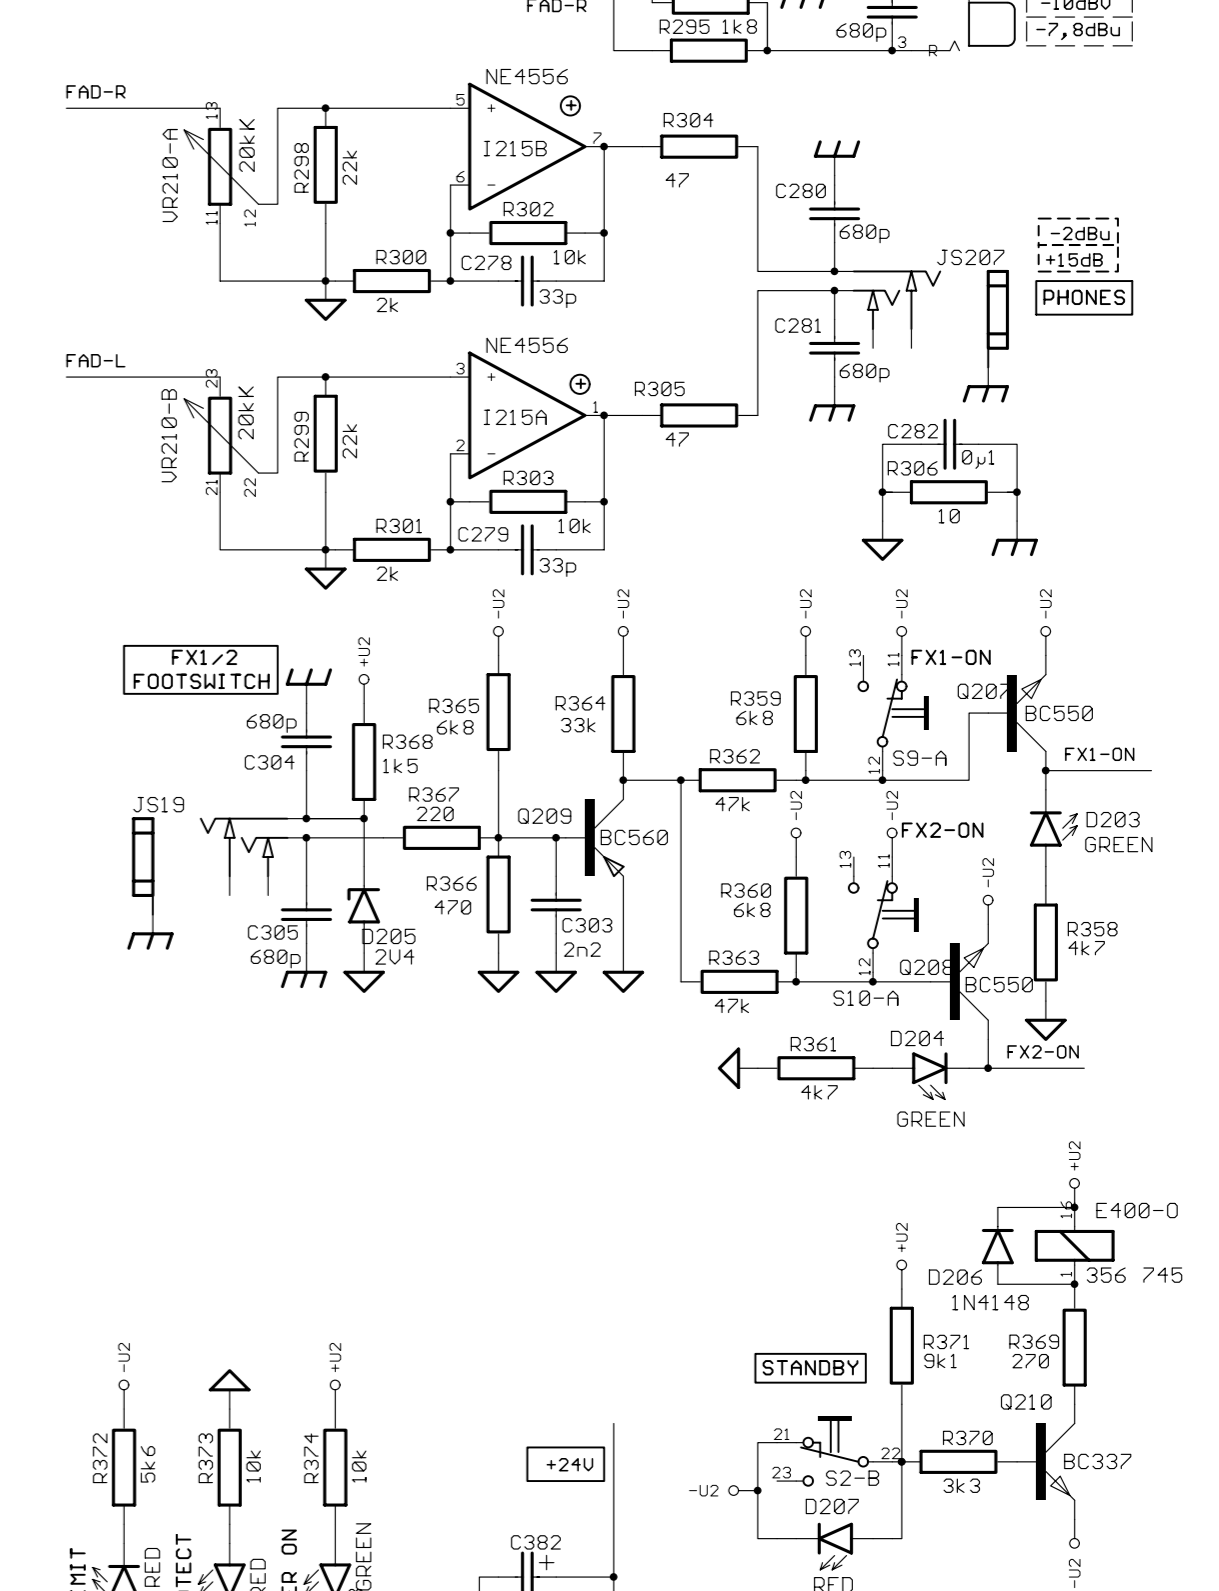 FAD-R
R295 1k8
680p
3
R
-10dBV
-7,8dBu
FAD-R
13
VR210-A
20kK
11
12
R298
22k
NE4556
5
+
I215B
7
6
-
R302
10k
R300
2k
C278
33p
R304
47
C280
680p
JS207
-2dBu
+15dB
PHONES
C281
680p
FAD-L
23
VR210-B
20kK
21
22
R299
22k
NE4556
3
+
I215A
1
2
-
R303
10k
R301
2k
C279
33p
R305
47
C282
0µ1
R306
10
FX1/2
FOOTSWITCH
+U2
-U2
-U2
-U2
-U2
-U2
680p
C304
R368
1k5
R365
6k8
R364
33k
R359
6k8
13
11
FX1-ON
Q207
BC550
12
S9-A
FX1-ON
JS19
R367
220
Q209
BC560
R362
47k
-U2
-U2
FX2-ON
D203
GREEN
R366
470
C305
680p
D205
2V4
C303
2n2
R360
6k8
13
11
-U2
R358
4k7
R363
47k
12
S10-A
Q208
BC550
R361
4k7
D204
GREEN
FX2-ON
+U2
16
E400-O
+U2
D206
1N4148
1
356 745
R371
9k1
R369
270
STANDBY
Q210
BC337
21
22
23
S2-B
R370
3k3
-U2
D207
RED
-U2
-U2
+U2
R372
5k6
R373
10k
R374
10k
+24V
C382
+
RED
RED
GREEN
MIT
TECT
ER ON